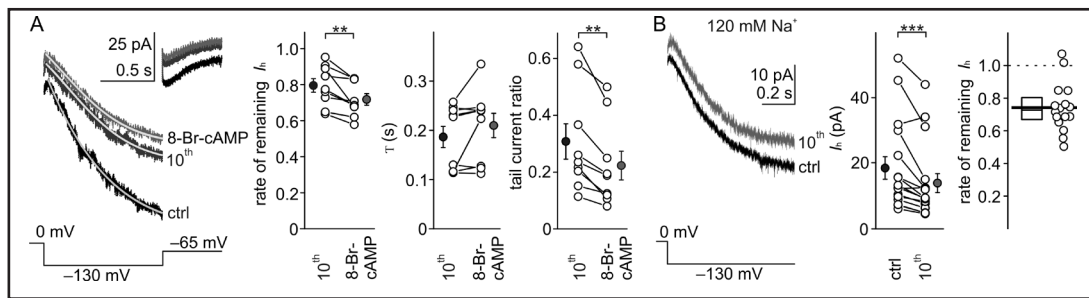 A
25 pA
0.5 s
8-Br-cAMP
10th
ctrl
0 mV
–65 mV
–130 mV
rate of remaining Ih
1.0
0.8
0.6
0.4
0.2
0
**
10th
8-Br-cAMP
τ (s)
0.3
0.2
0.1
0
10th
8-Br-cAMP
tail current ratio
0.6
0.4
0.2
0
**
10th
8-Br-cAMP
B
120 mM Na+
10 pA
0.2 s
10th
ctrl
0 mV
–130 mV
Ih (pA)
60
40
20
0
***
ctrl
10th
rate of remaining Ih
1.0
0.8
0.6
0.4
0.2